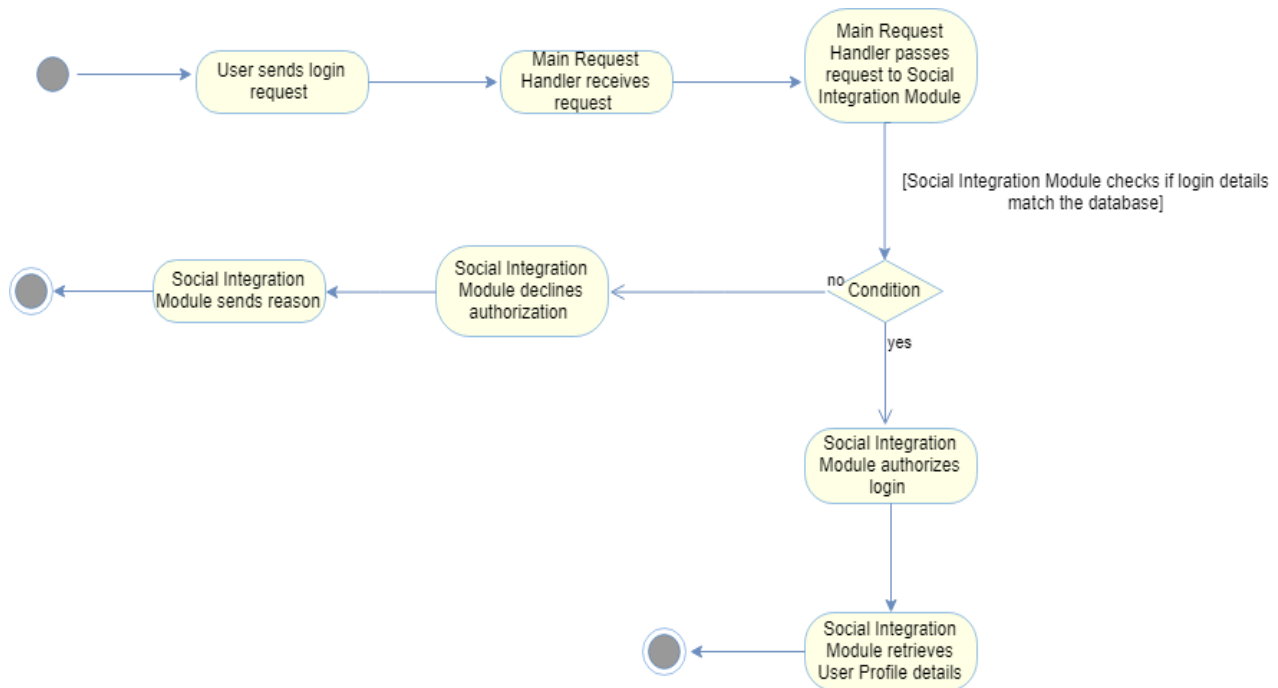 User sends login
request
Main Request
Handler receives
request
Main Request
Handler passes
request to Social
Integration Module
[Social Integration Module checks if login details
match the database]
no
Condition
yes
Social Integration
Module declines
authorization
Social Integration
Module sends reason
Social Integration
Module authorizes
login
Social Integration
Module retrieves
User Profile details